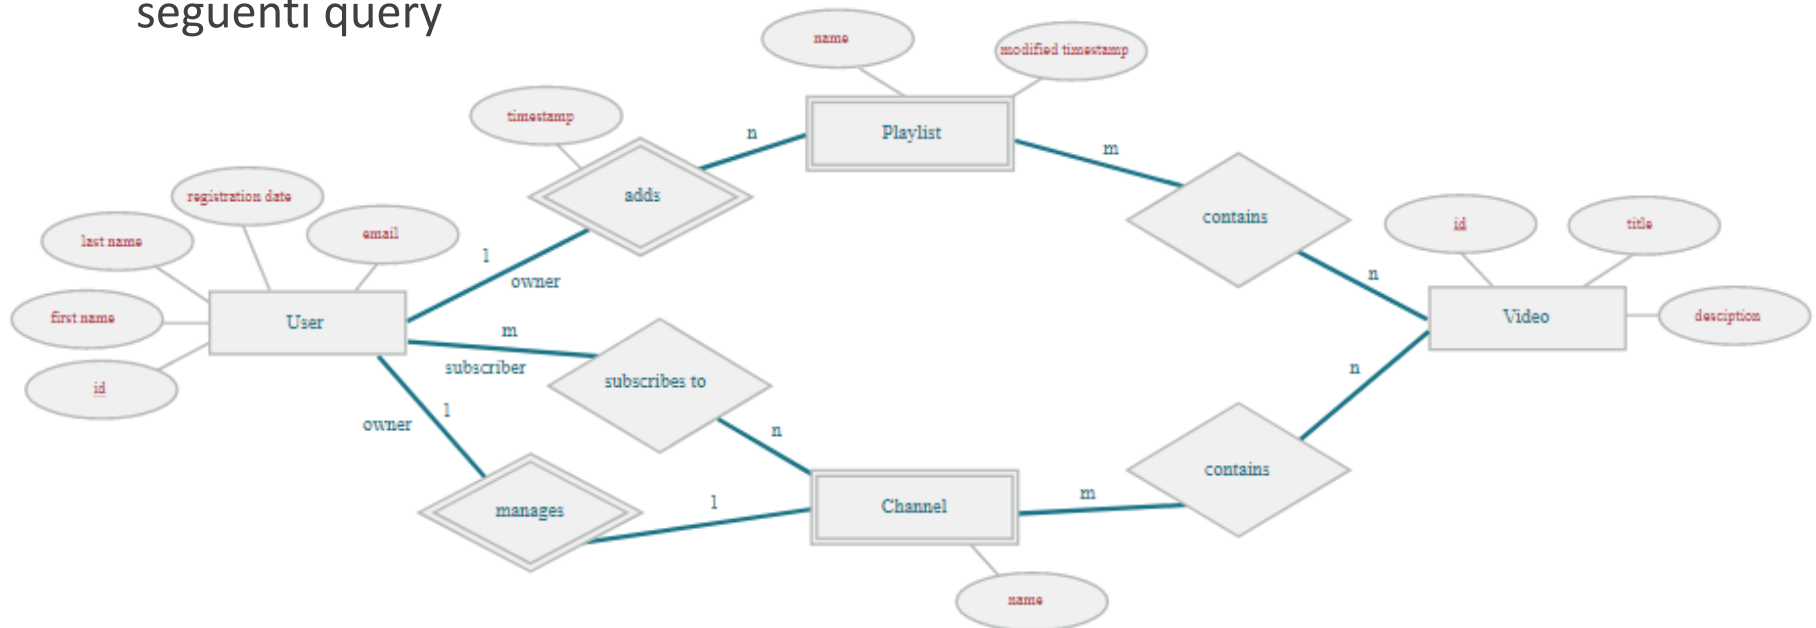 seguenti query
name
modified timestamp
timestamp
n
Playlist
m
adds
registration date
last name
email
contains
id
title
1
owner
n
first name
User
m
subscriber
subscribes to
Video
desciption
id
1
owner
n
n
manages
1
Channel
m
contains
name